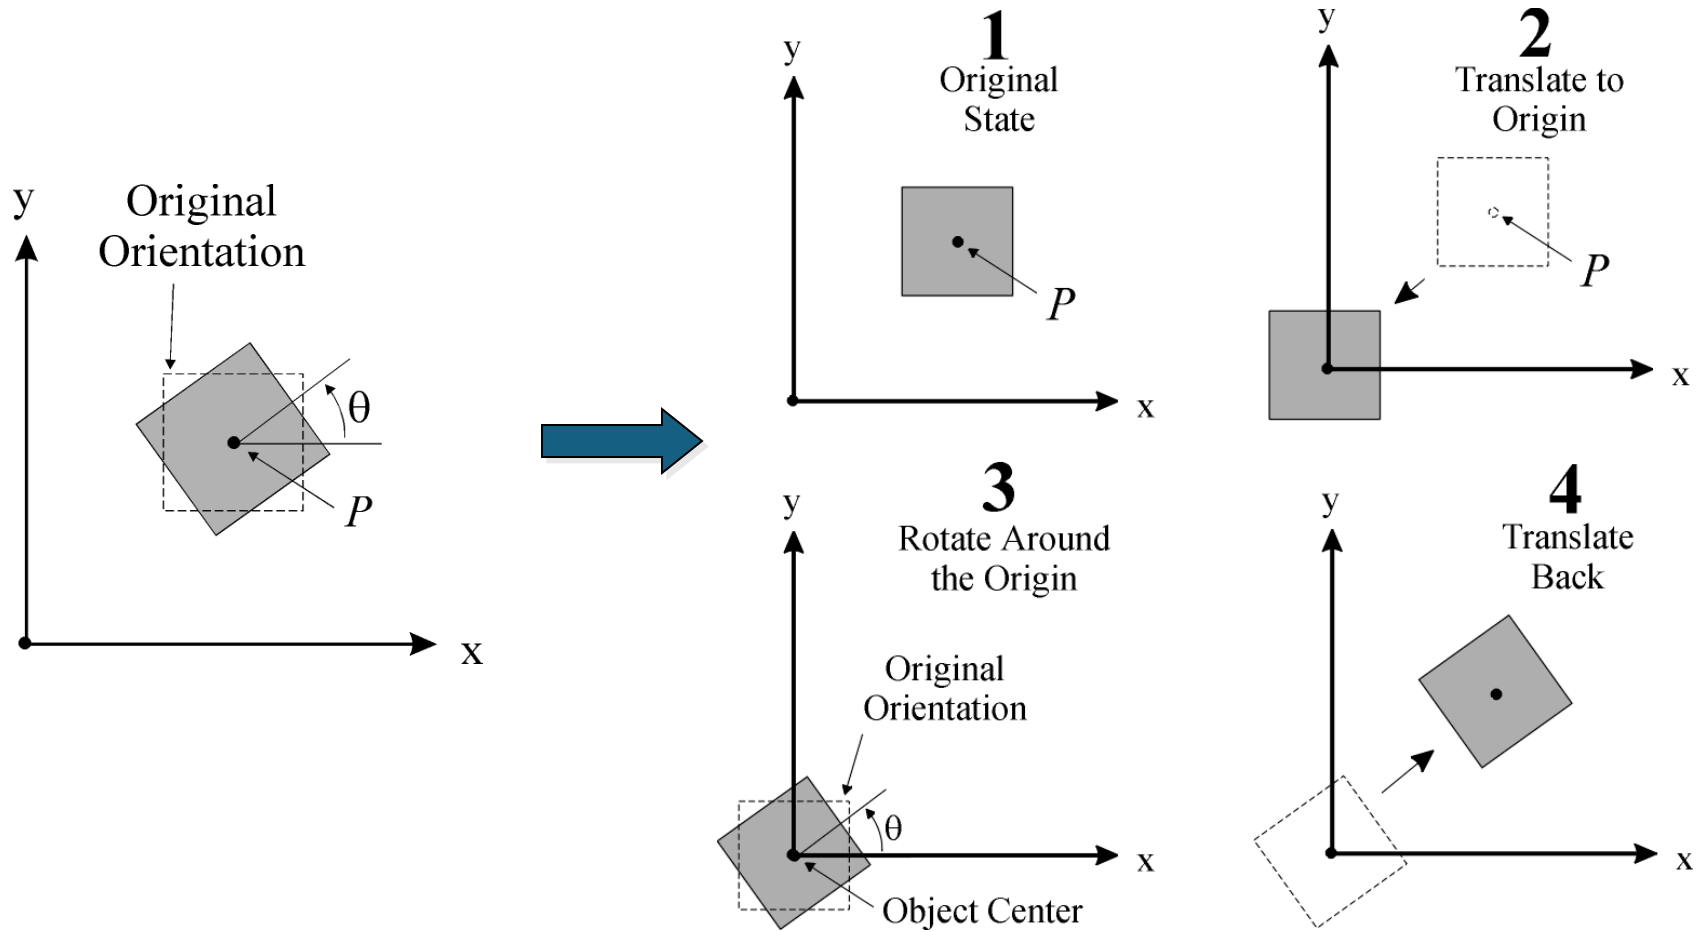 y
Original
Orientation
θ
P
x
1
Original
State
y
P
x
2
Translate to
Origin
y
P
x
3
Rotate Around
the Origin
y
Original
Orientation
θ
x
Object Center
4
Translate
Back
y
x